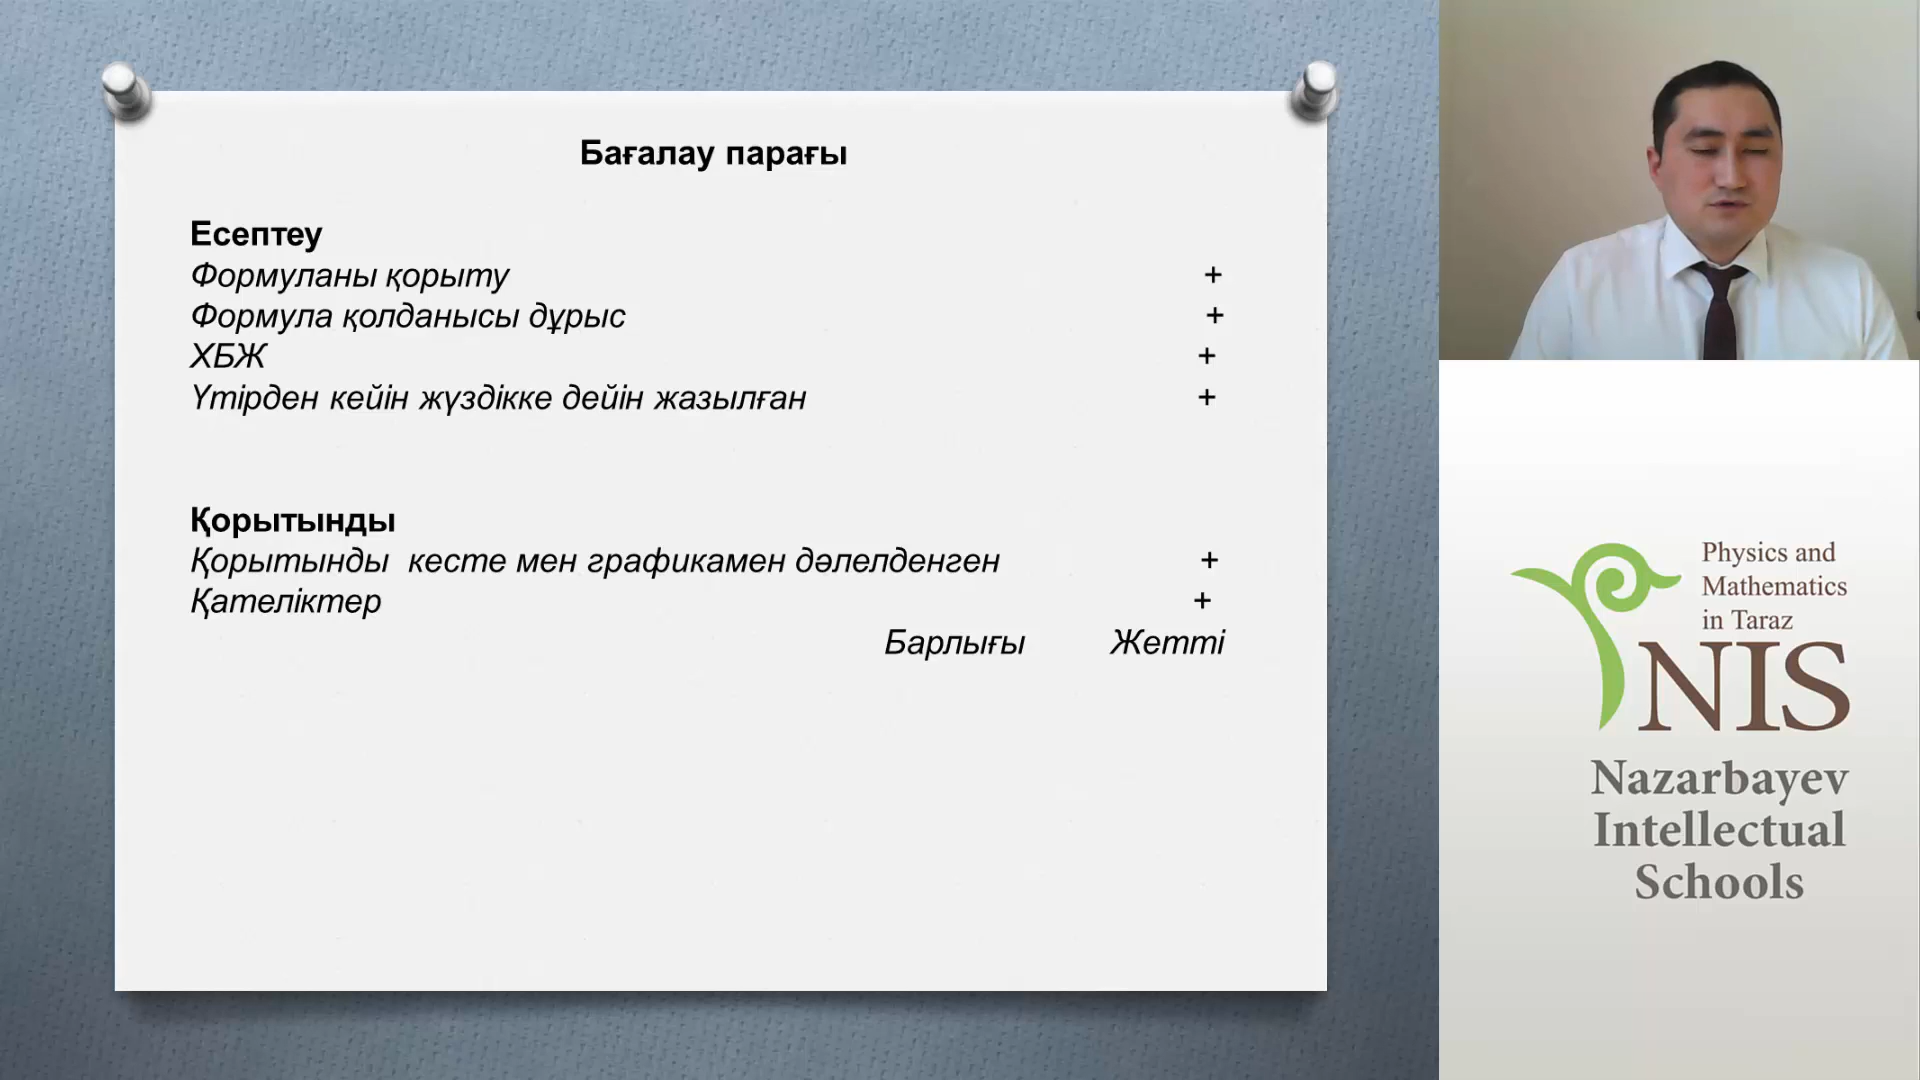 Бағалау парағы
Есептеу
Формуланы қорыту +
Формула қолданысы дұрыс +
ХБЖ +
Үтірден кейін жүздікке дейін жазылған +
Қорытынды
Қорытынды кесте мен графикамен дәлелденген +
Қателіктер +
Барлығы Жетті
Physics and
Mathematics
in Taraz
NIS
Nazarbayev
Intellectual
Schools